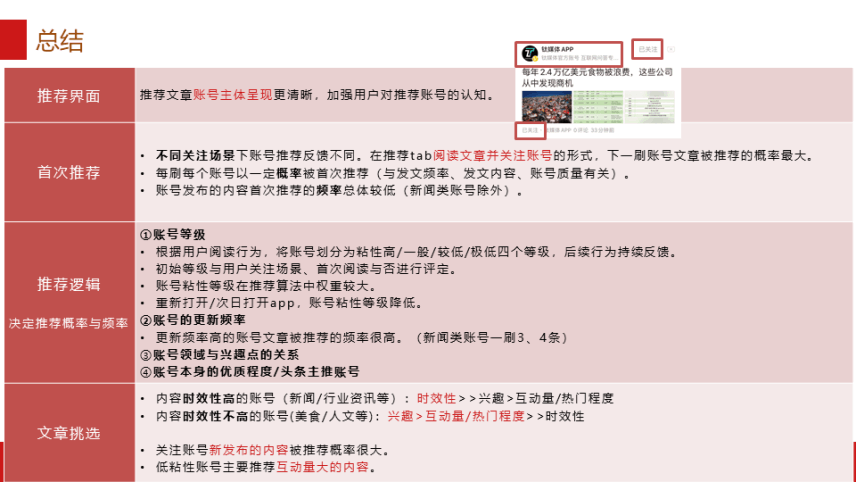 总结
钛媒体 APP
已关注
钛媒体官方账号 互联网问答专...
每年2.4万亿美元食物被浪费，这些公司
从中发现商机
已关注 · 钛媒体 APP 0评论 33分钟前
推荐界面
推荐文章账号主体呈现更清晰，加强用户对推荐账号的认知。
首次推荐
• 不同关注场景下账号推荐反馈不同。在推荐tab阅读文章并关注账号的形式，下一刷账号文章被推荐的概率最大。
• 每刷每个账号以一定概率被首次推荐（与发文频率、发文内容、账号质量有关）。
• 账号发布的内容首次推荐的频率总体较低（新闻类账号除外）。
推荐逻辑
决定推荐概率与频率
①账号等级
• 根据用户阅读行为，将账号划分为粘性高/一般/较低/极低四个等级，后续行为持续反馈。
• 初始等级与用户关注场景、首次阅读与否进行评定。
• 账号粘性等级在推荐算法中权重较大。
• 重新打开/次日打开app，账号粘性等级降低。
②账号的更新频率
• 更新频率高的账号文章被推荐的频率很高。（新闻类账号一刷3、4条）
③账号领域与兴趣点的关系
④账号本身的优质程度/头条主推账号
文章挑选
• 内容时效性高的账号（新闻/行业资讯等）：时效性>>兴趣>互动量/热门程度
• 内容时效性不高的账号(美食/人文等)：兴趣>互动量/热门程度>>时效性
• 关注账号新发布的内容被推荐概率很大。
• 低粘性账号主要推荐互动量大的内容。